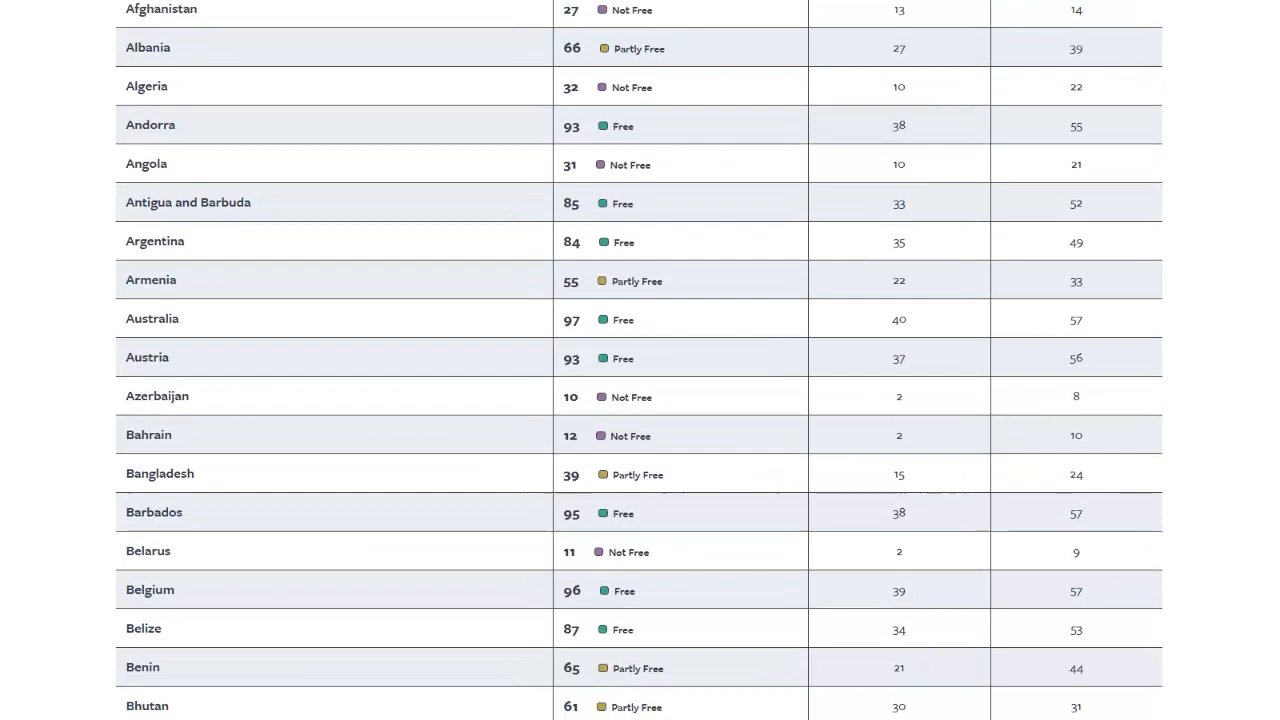 Afghanistan 27 Not Free 13 14
Albania 66 Partly Free 27 39
Algeria 32 Not Free 10 22
Andorra 93 Free 38 55
Angola 31 Not Free 10 21
Antigua and Barbuda 85 Free 33 52
Argentina 84 Free 35 49
Armenia 55 Partly Free 22 33
Australia 97 Free 40 57
Austria 93 Free 37 56
Azerbaijan 10 Not Free 2 8
Bahrain 12 Not Free 2 10
Bangladesh 39 Partly Free 15 24
Barbados 95 Free 38 57
Belarus 11 Not Free 2 9
Belgium 96 Free 39 57
Belize 87 Free 34 53
Benin 65 Partly Free 21 44
Bhutan 61 Partly Free 30 31